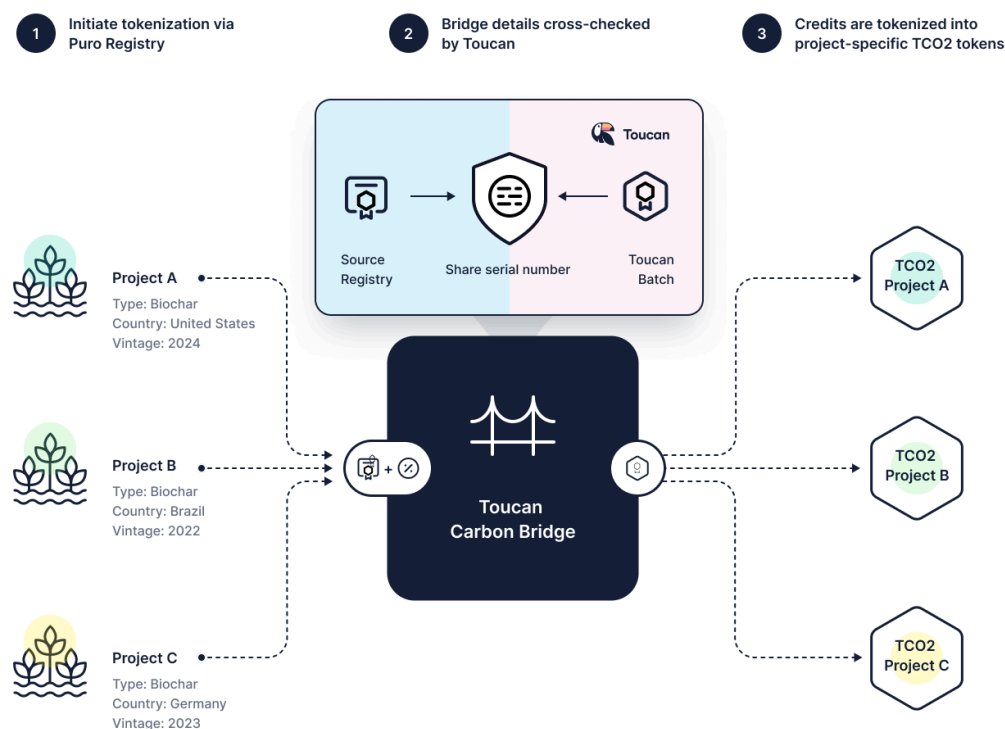 1
Initiate tokenization via
Puro Registry
2
Bridge details cross-checked
by Toucan
3
Credits are tokenized into
project-specific TCO2 tokens
Toucan
Source
Registry
Share serial number
Toucan
Batch
Project A
Type: Biochar
Country: United States
Vintage: 2024
Project B
Type: Biochar
Country: Brazil
Vintage: 2022
Project C
Type: Biochar
Country: Germany
Vintage: 2023
+
Toucan
Carbon Bridge
TCO2
Project A
TCO2
Project B
TCO2
Project C